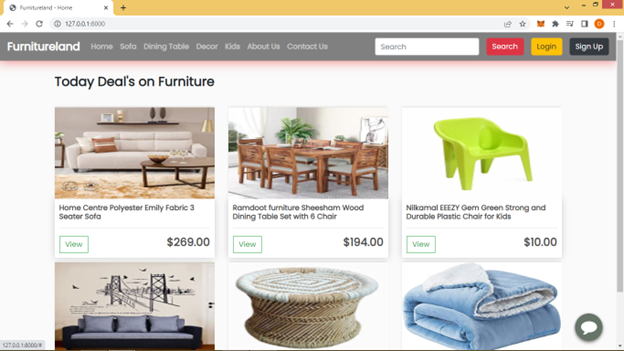 Furnitureland - Home
127.0.0.1:8000
Furnitureland Home Sofa Dining Table Decor Kids About Us Contact Us Search Search Login Sign Up
Today Deal's on Furniture
Home Centre Polyester Emily Fabric 3
Seater Sofa
View $269.00
Ramdoot furniture Sheesham Wood
Dining Table Set with 6 Chair
View $194.00
Nilkamal EEEZY Gem Green Strong and
Durable Plastic Chair for Kids
View $10.00
127.0.0.1:8000/#